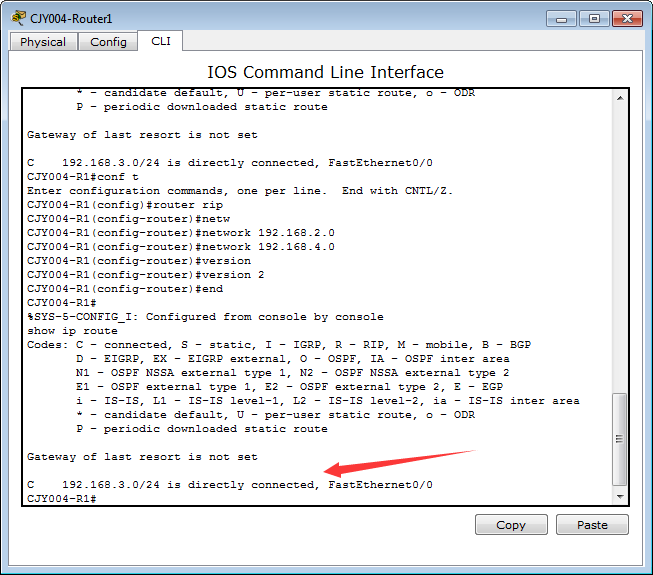 CJY004-Router1
Physical Config CLI
IOS Command Line Interface
* - candidate default, U - per-user static route, o - ODR
P - periodic downloaded static route
Gateway of last resort is not set
C    192.168.3.0/24 is directly connected, FastEthernet0/0
CJY004-R1#conf t
Enter configuration commands, one per line.  End with CNTL/Z.
CJY004-R1(config)#router rip
CJY004-R1(config-router)#netw
CJY004-R1(config-router)#network 192.168.2.0
CJY004-R1(config-router)#network 192.168.4.0
CJY004-R1(config-router)#version
CJY004-R1(config-router)#version 2
CJY004-R1(config-router)#end
CJY004-R1#
%SYS-5-CONFIG_I: Configured from console by console
show ip route
Codes: C - connected, S - static, I - IGRP, R - RIP, M - mobile, B - BGP
D - EIGRP, EX - EIGRP external, O - OSPF, IA - OSPF inter area
N1 - OSPF NSSA external type 1, N2 - OSPF NSSA external type 2
E1 - OSPF external type 1, E2 - OSPF external type 2, E - EGP
i - IS-IS, L1 - IS-IS level-1, L2 - IS-IS level-2, ia - IS-IS inter area
* - candidate default, U - per-user static route, o - ODR
P - periodic downloaded static route
Gateway of last resort is not set
C    192.168.3.0/24 is directly connected, FastEthernet0/0
CJY004-R1#
Copy Paste